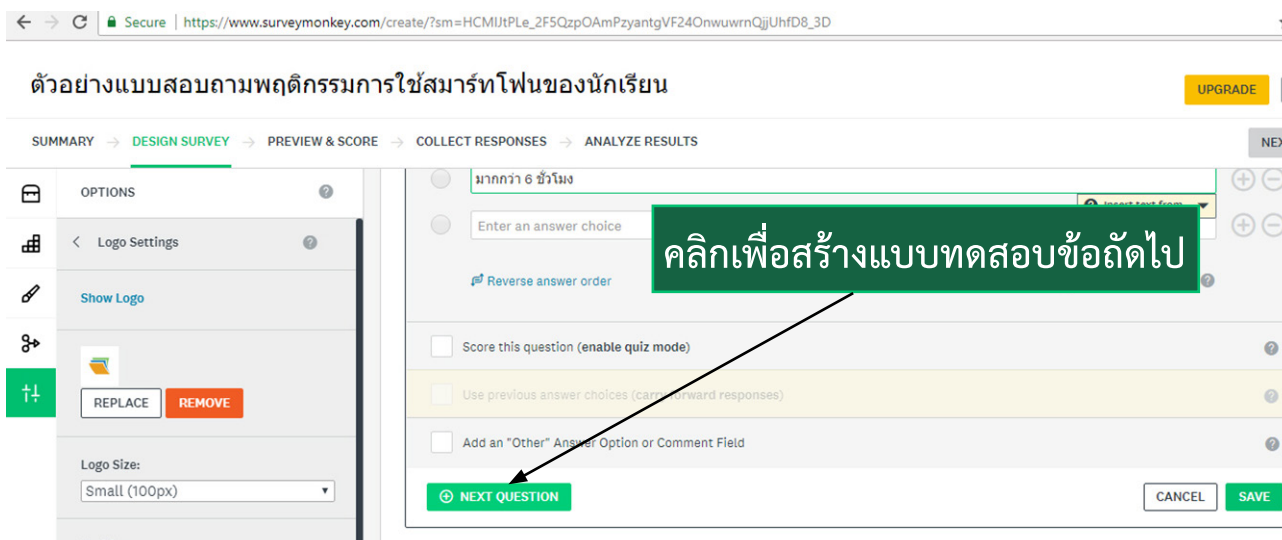 Secure | https://www.surveymonkey.com/create/?sm=HCMIJtPLe_2F5QzpOAmPzyantgVF24OnwuwrnQjjUhfD8_3D
ตัวอย่างแบบสอบถามพฤติกรรมการใช้สมาร์ทโฟนของนักเรียน
UPGRADE
SUMMARY → DESIGN SURVEY → PREVIEW & SCORE → COLLECT RESPONSES → ANALYZE RESULTS
NEX
OPTIONS
Logo Settings
Show Logo
REPLACE REMOVE
Logo Size:
Small (100px)
มากกว่า 6 ชั่วโมง
Insert text from
Enter an answer choice
คลิกเพื่อสร้างแบบทดสอบข้อถัดไป
Reverse answer order
Score this question (enable quiz mode)
Use previous answer choices (carry forward responses)
Add an "Other" Answer Option or Comment Field
NEXT QUESTION
CANCEL SAVE